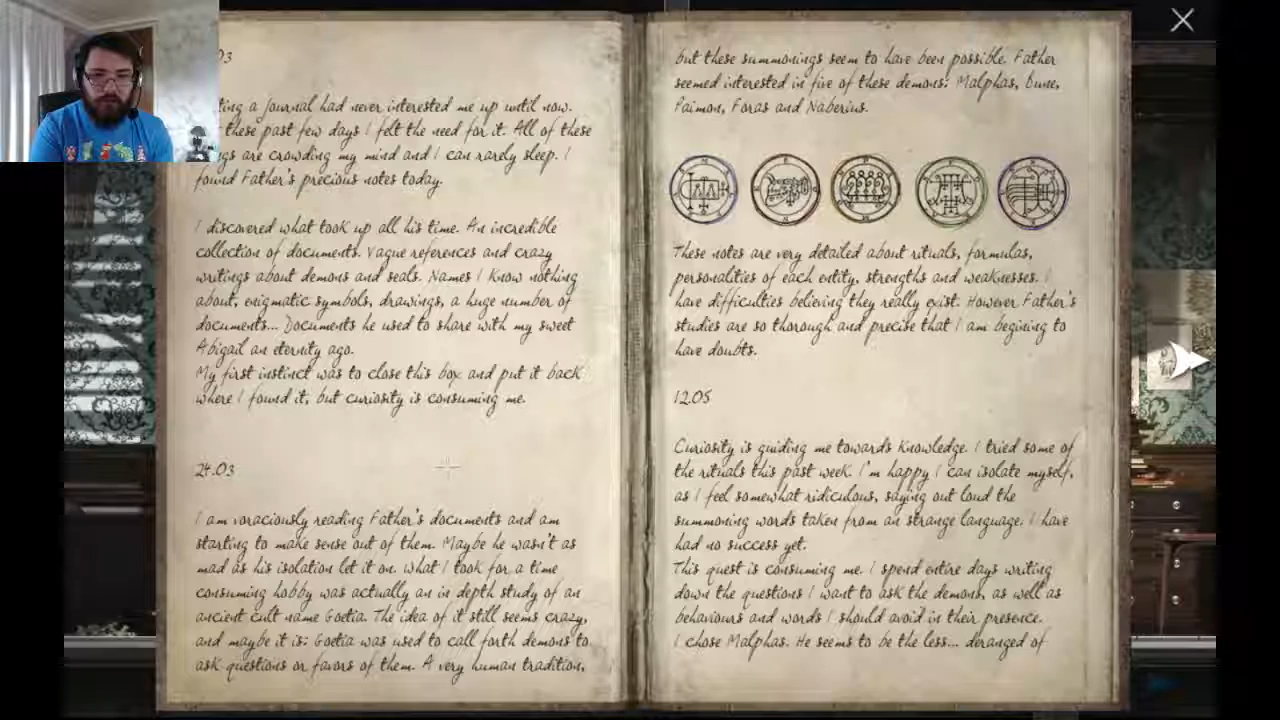 03
ting a journal had never interested me up until now.
these past few days I felt the need for it. All of these
ngs are crowding my mind and I can rarely sleep. I
found Father's precious notes today.
I discovered what took up all his time. An incredible
collection of documents. Vague references and crazy
writings about demons and seals. Names I know nothing
about, enigmatic symbols, drawings, a huge number of
documents... Documents he used to share with my sweet
Abigail an eternity ago.
My first instinct was to close this box and put it back
where I found it, but curiosity is consuming me.
24.03
I am voraciously reading Father's documents and am
starting to make sense out of them. Maybe he wasn't as
mad as his isolation let it on. What I took for a time
consuming hobby was actually an in depth study of an
ancient cult name Goetia. The idea of it still seems crazy,
and maybe it is: Goetia was used to call forth demons to
ask questions or favors of them. A very human tradition,
but these summonings seem to have been possible. Father
seemed interested in five of these demons: Malphas, Bune,
Paimon, Foras and Naberius.
These notes are very detailed about rituals, formulas,
personalities of each entity, strengths and weaknesses. I
have difficulties believing they really exist. However Father's
studies are so thorough and precise that I am begining to
have doubts.
12.05
Curiosity is guiding me towards knowledge. I tried some of
the rituals this past week. I'm happy I can isolate myself,
as I feel somewhat ridiculous, saying out loud the
summoning words taken from an strange language. I have
had no success yet.
This quest is consuming me. I spend entire days writing
down the questions I want to ask the demons, as well as
behaviours and words I should avoid in their presence.
I chose Malphas. He seems to be the less... deranged of